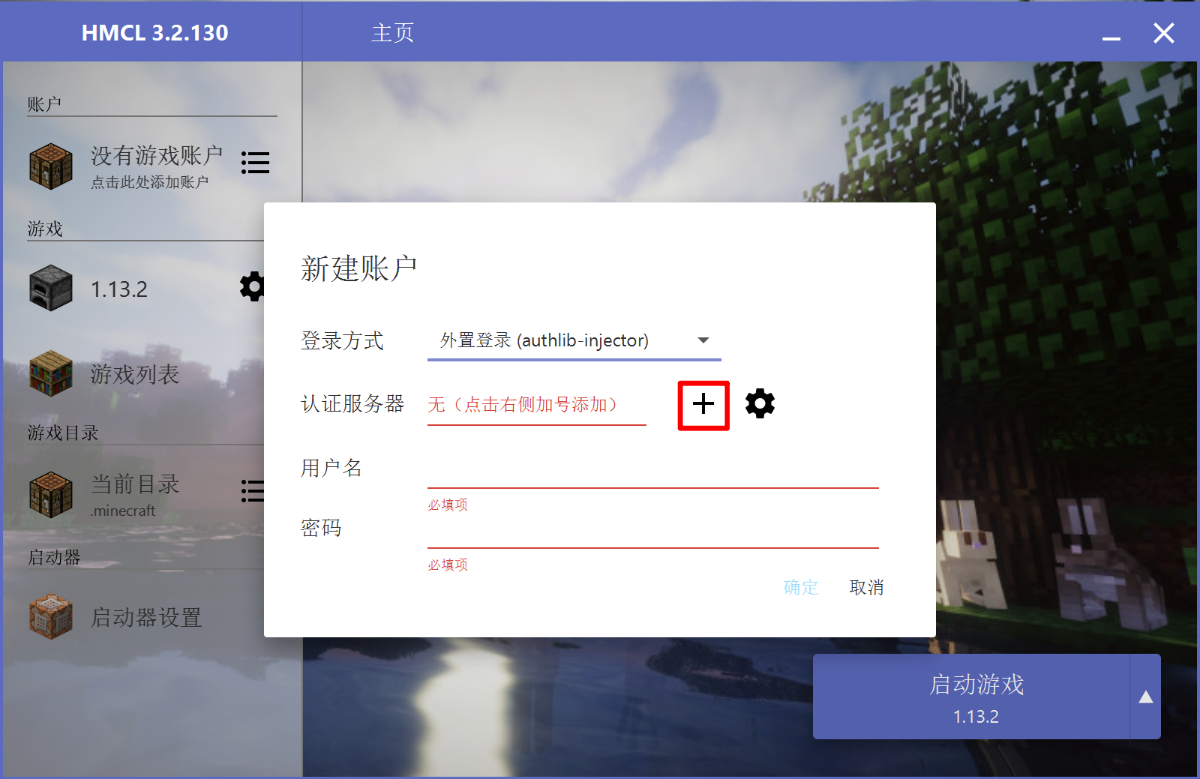 HMCL 3.2.130
主页
账户
没有游戏账户
点击此处添加账户
游戏
1.13.2
游戏列表
游戏目录
当前目录
.minecraft
启动器
启动器设置
新建账户
登录方式
外置登录 (authlib-injector)
认证服务器
无（点击右侧加号添加）
用户名
必填项
密码
必填项
确定
取消
启动游戏
1.13.2